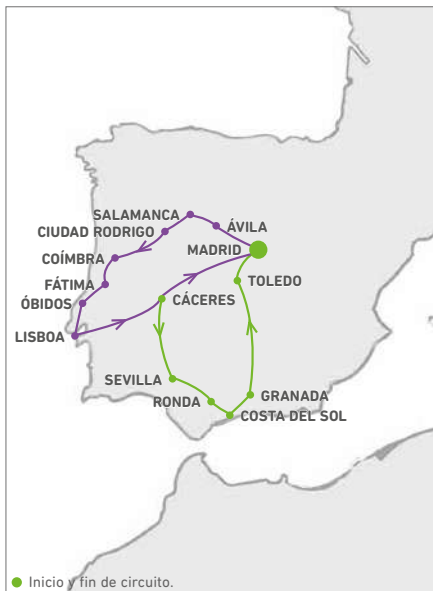 SALAMANCA
CIUDAD RODRIGO
ÁVILA
MADRID
COÍMBRA
TOLEDO
FÁTIMA
CÁCERES
ÓBIDOS
LISBOA
SEVILLA
GRANADA
RONDA
COSTA DEL SOL
Inicio y fin de circuito.